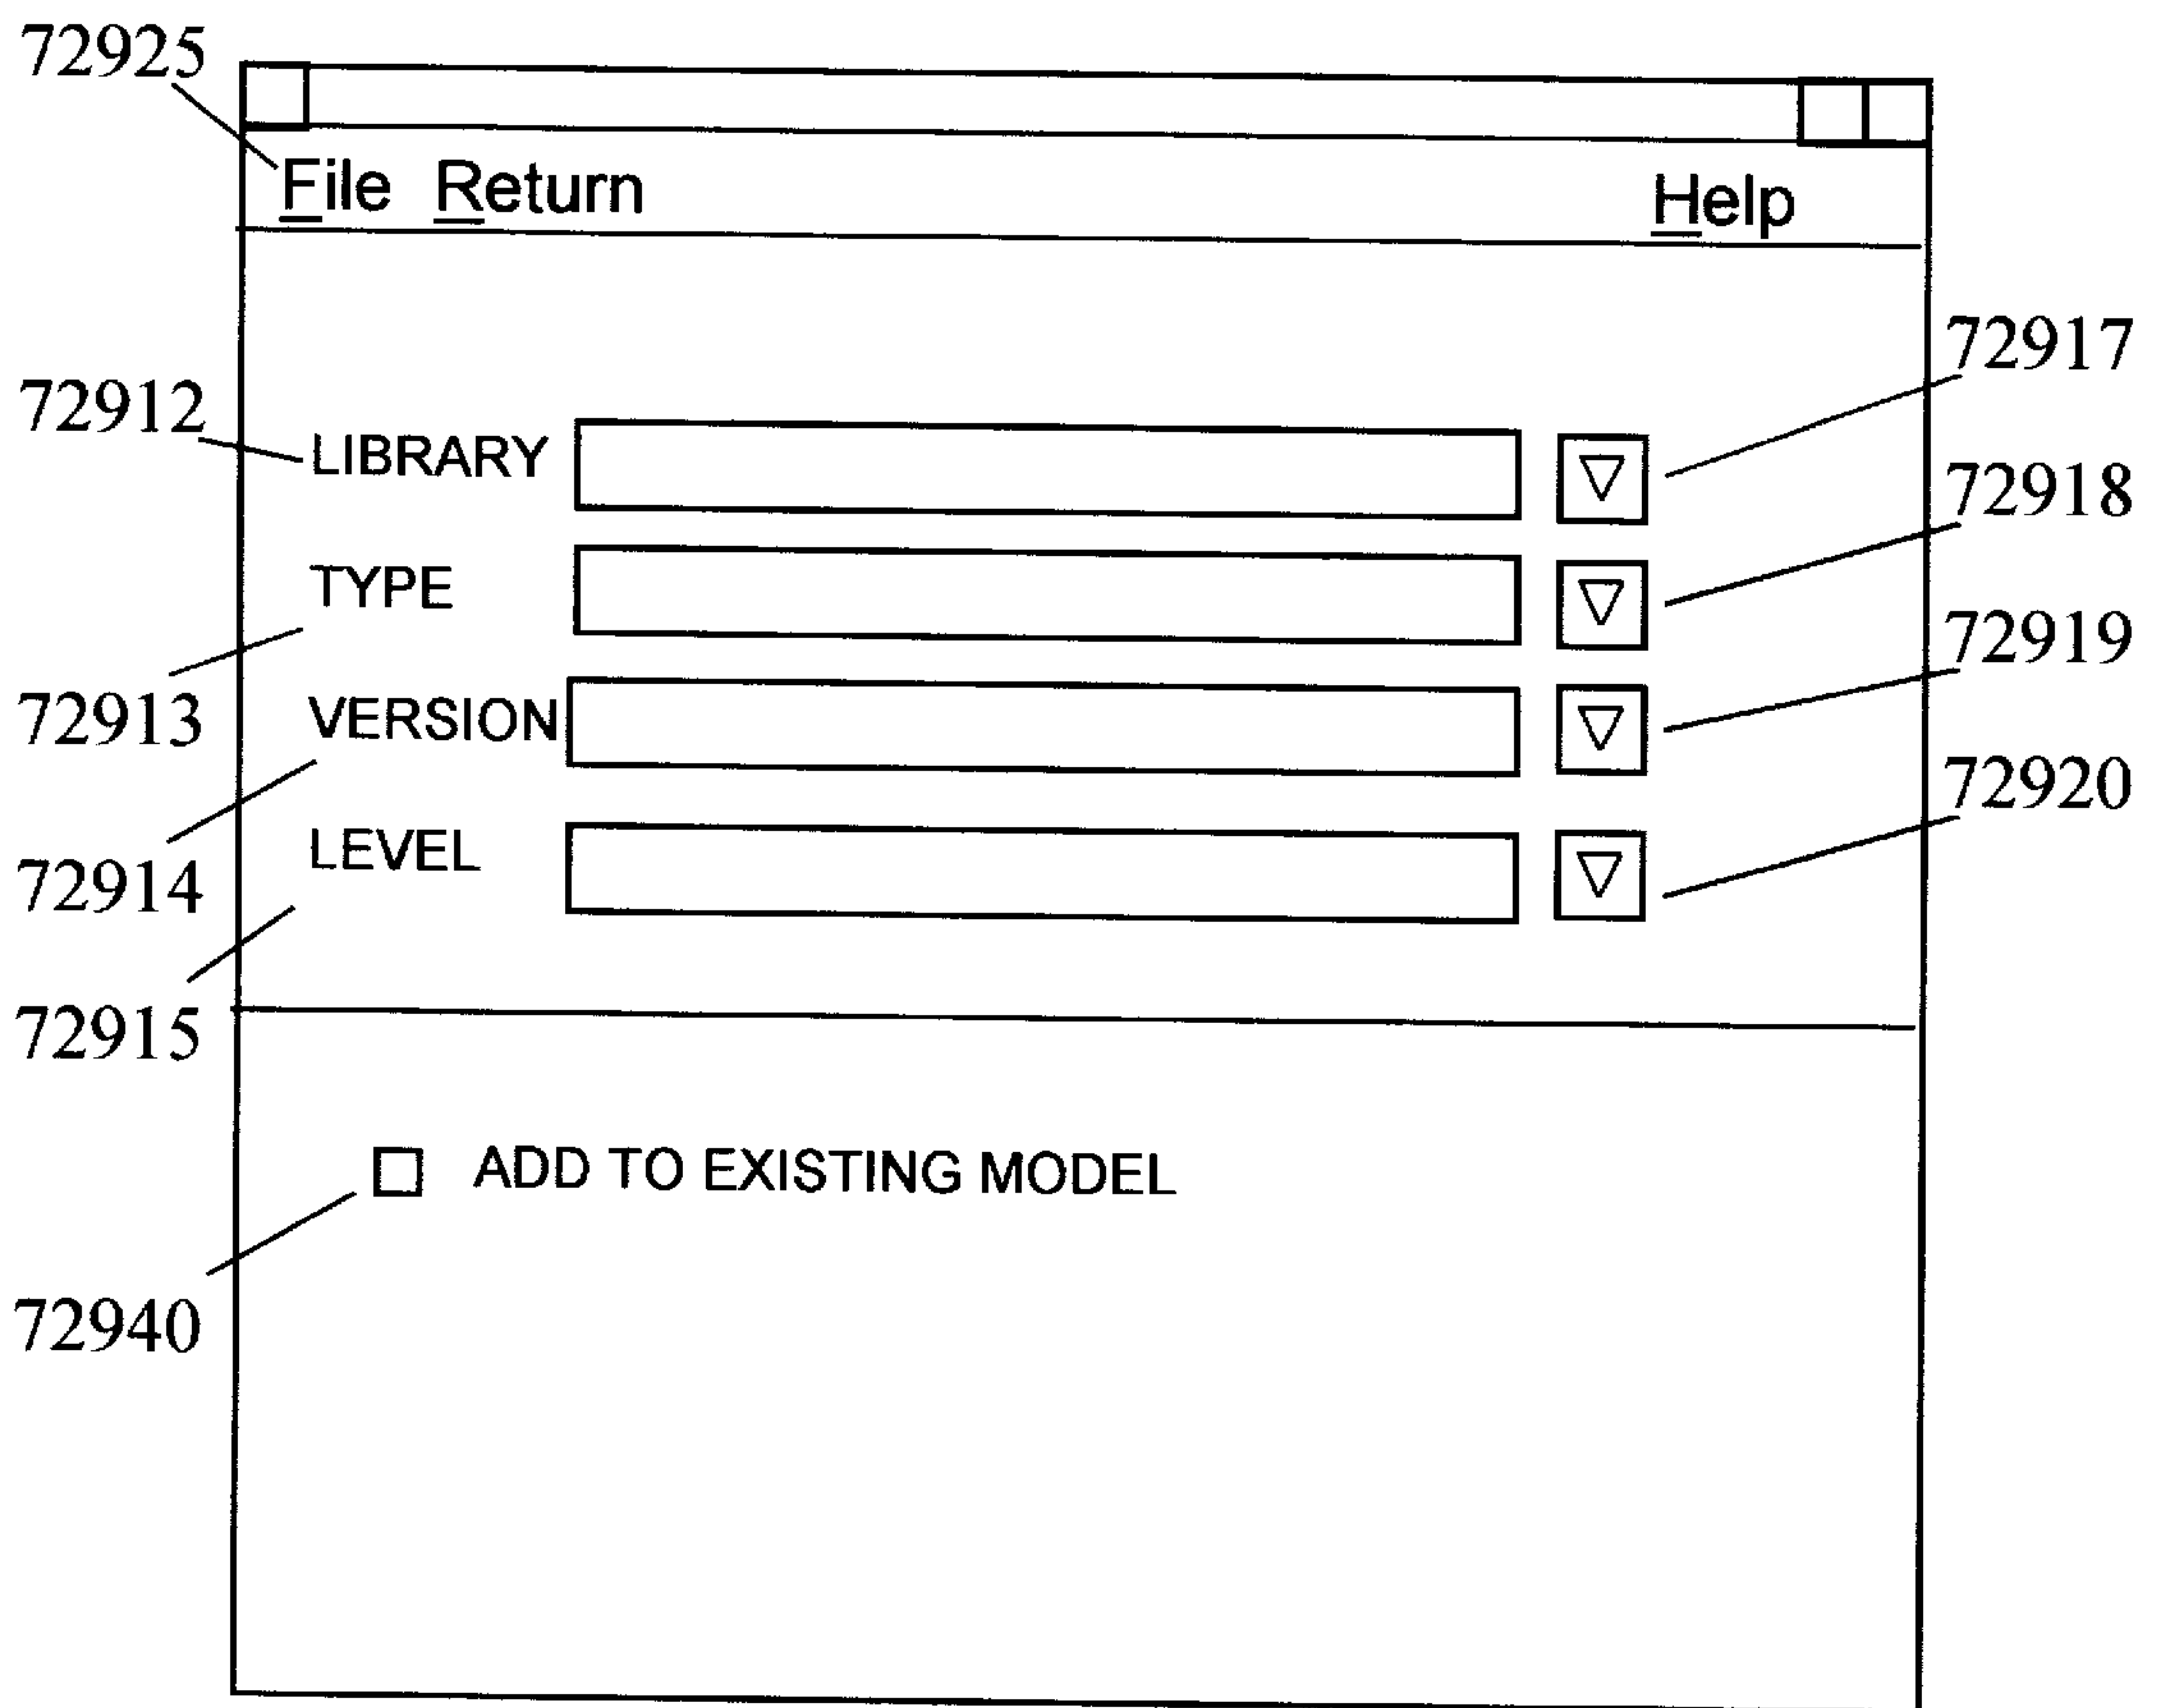 72925
File Return Help
72917
72912
LIBRARY
72918
TYPE
72919
72913
VERSION
72920
72914
LEVEL
72915
ADD TO EXISTING MODEL
72940